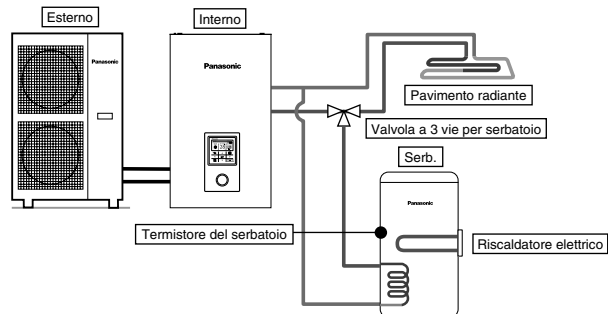 Esterno
Interno
Panasonic
Panasonic
Pavimento radiante
Valvola a 3 vie per serbatoio
Serb.
Panasonic
Termistore del serbatoio
Riscaldatore elettrico